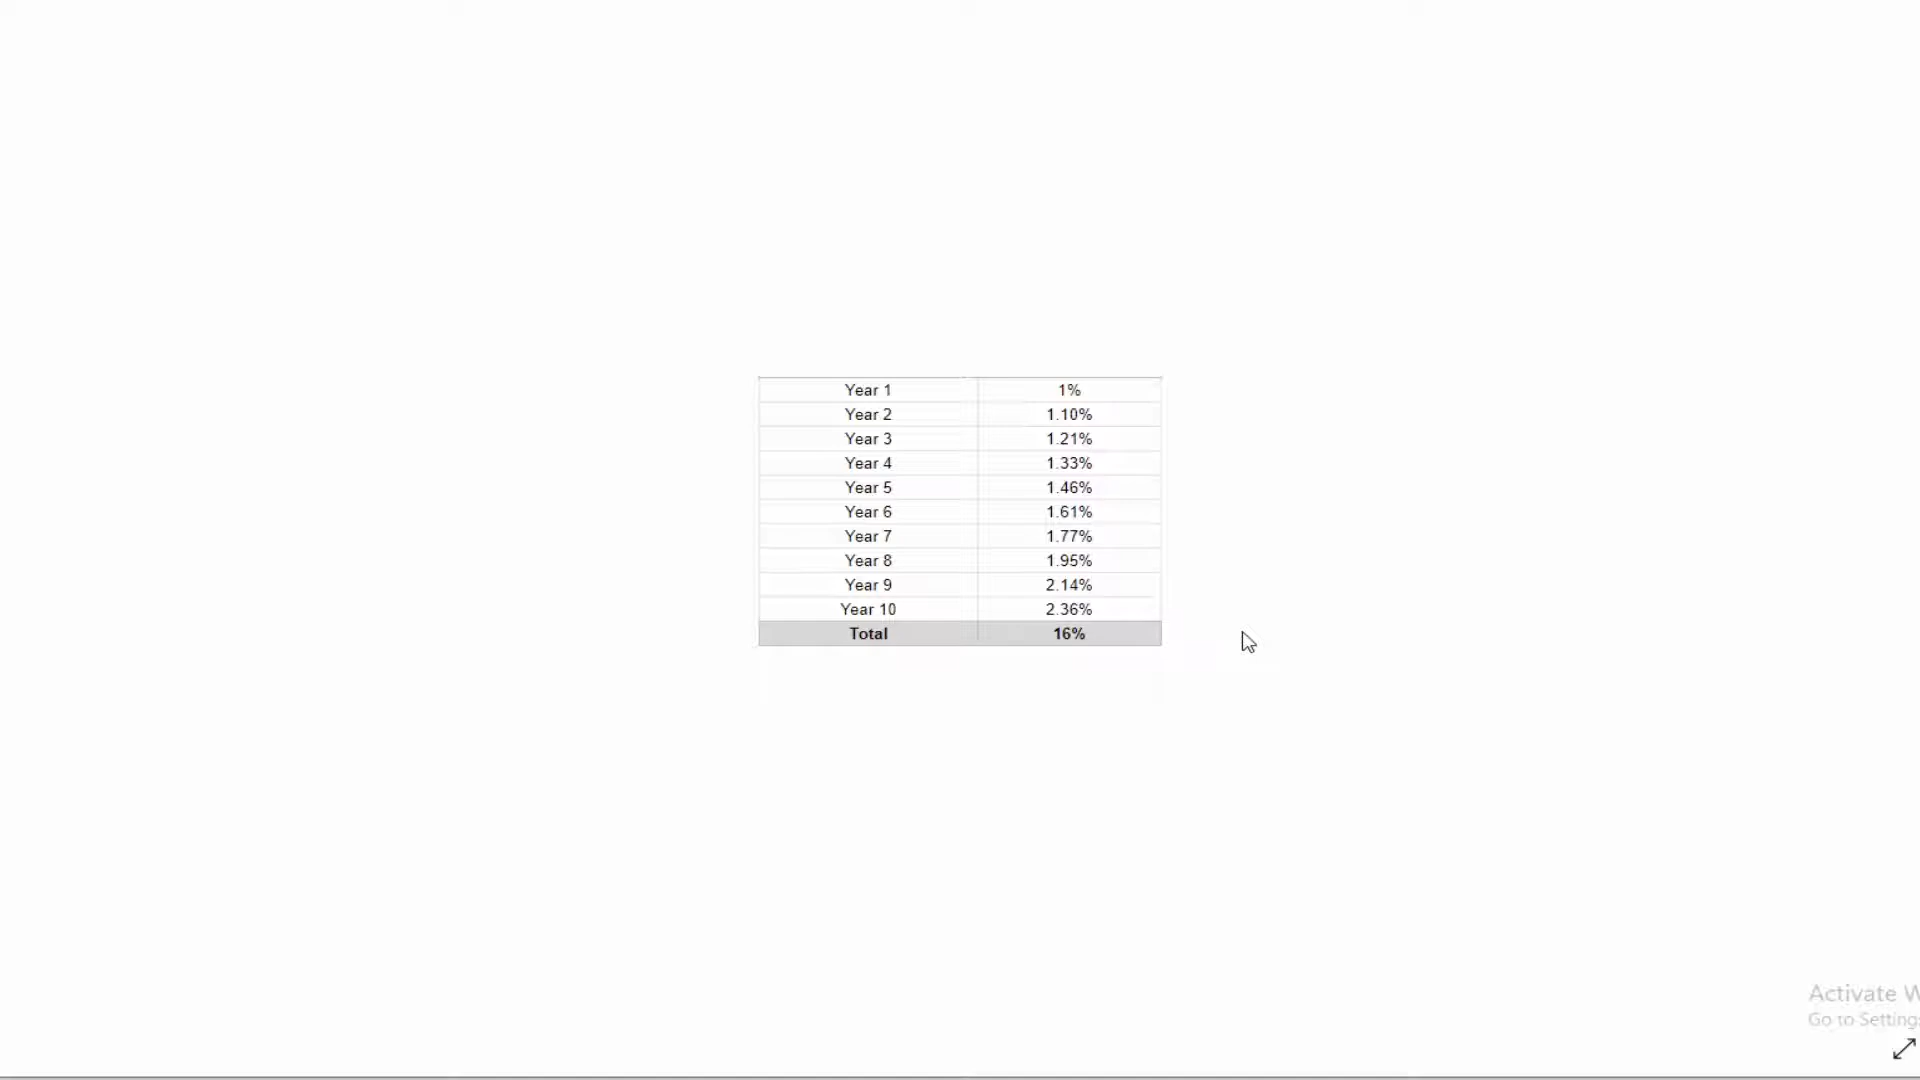 Year 1 1%
Year 2 1.10%
Year 3 1.21%
Year 4 1.33%
Year 5 1.46%
Year 6 1.61%
Year 7 1.77%
Year 8 1.95%
Year 9 2.14%
Year 10 2.36%
Total 16%
Activate W
Go to Setting